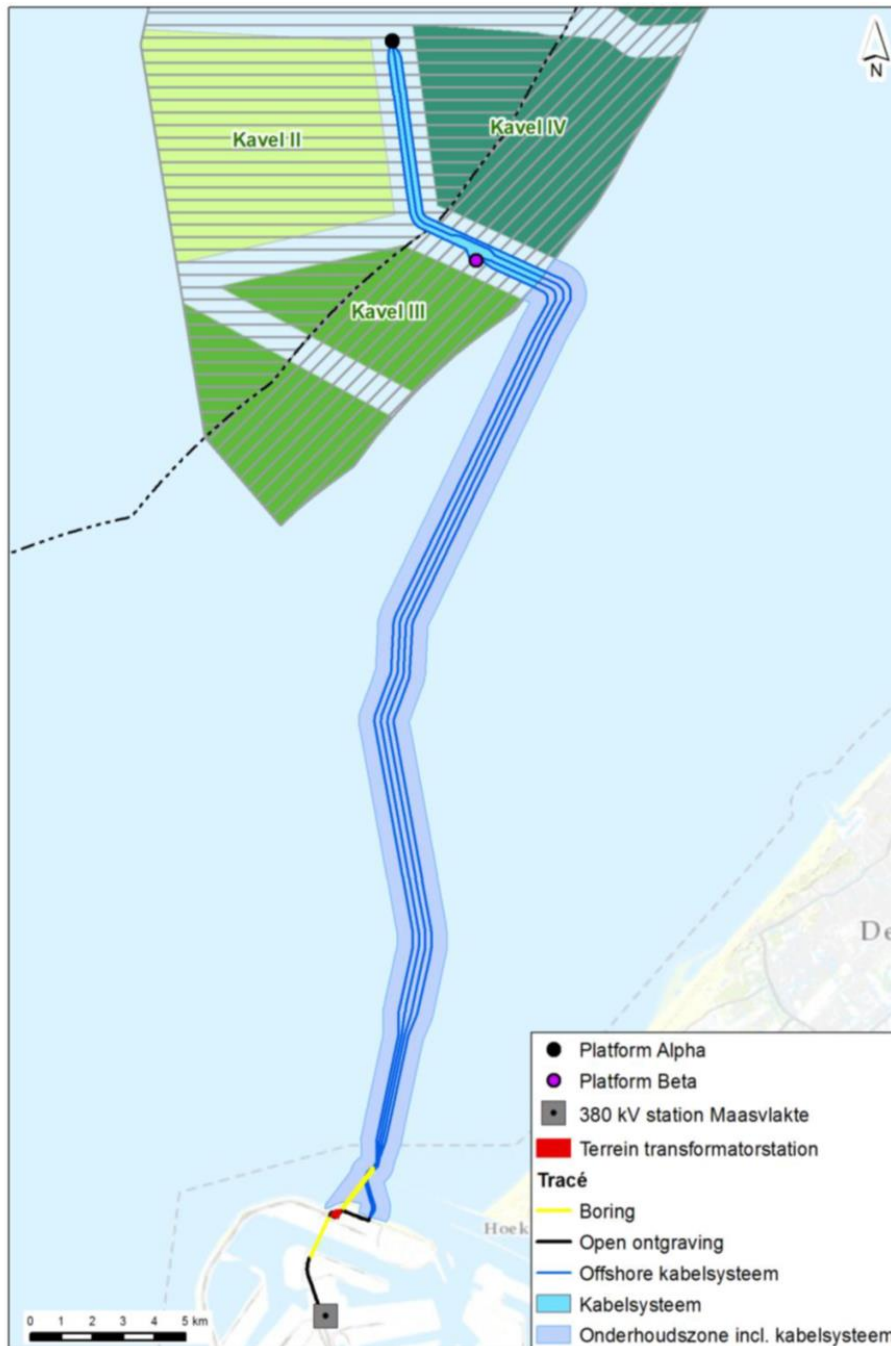 N
Kavel II
Kavel IV
Kavel III
De
Hoek
Platform Alpha
Platform Beta
380 kV station Maasvlakte
Terrein transformatorstation
Tracé
Boring
Open ontgraving
Offshore kabelsysteem
Kabelsysteem
Onderhoudszone incl. kabelsysteem
0 1 2 3 4 5 km